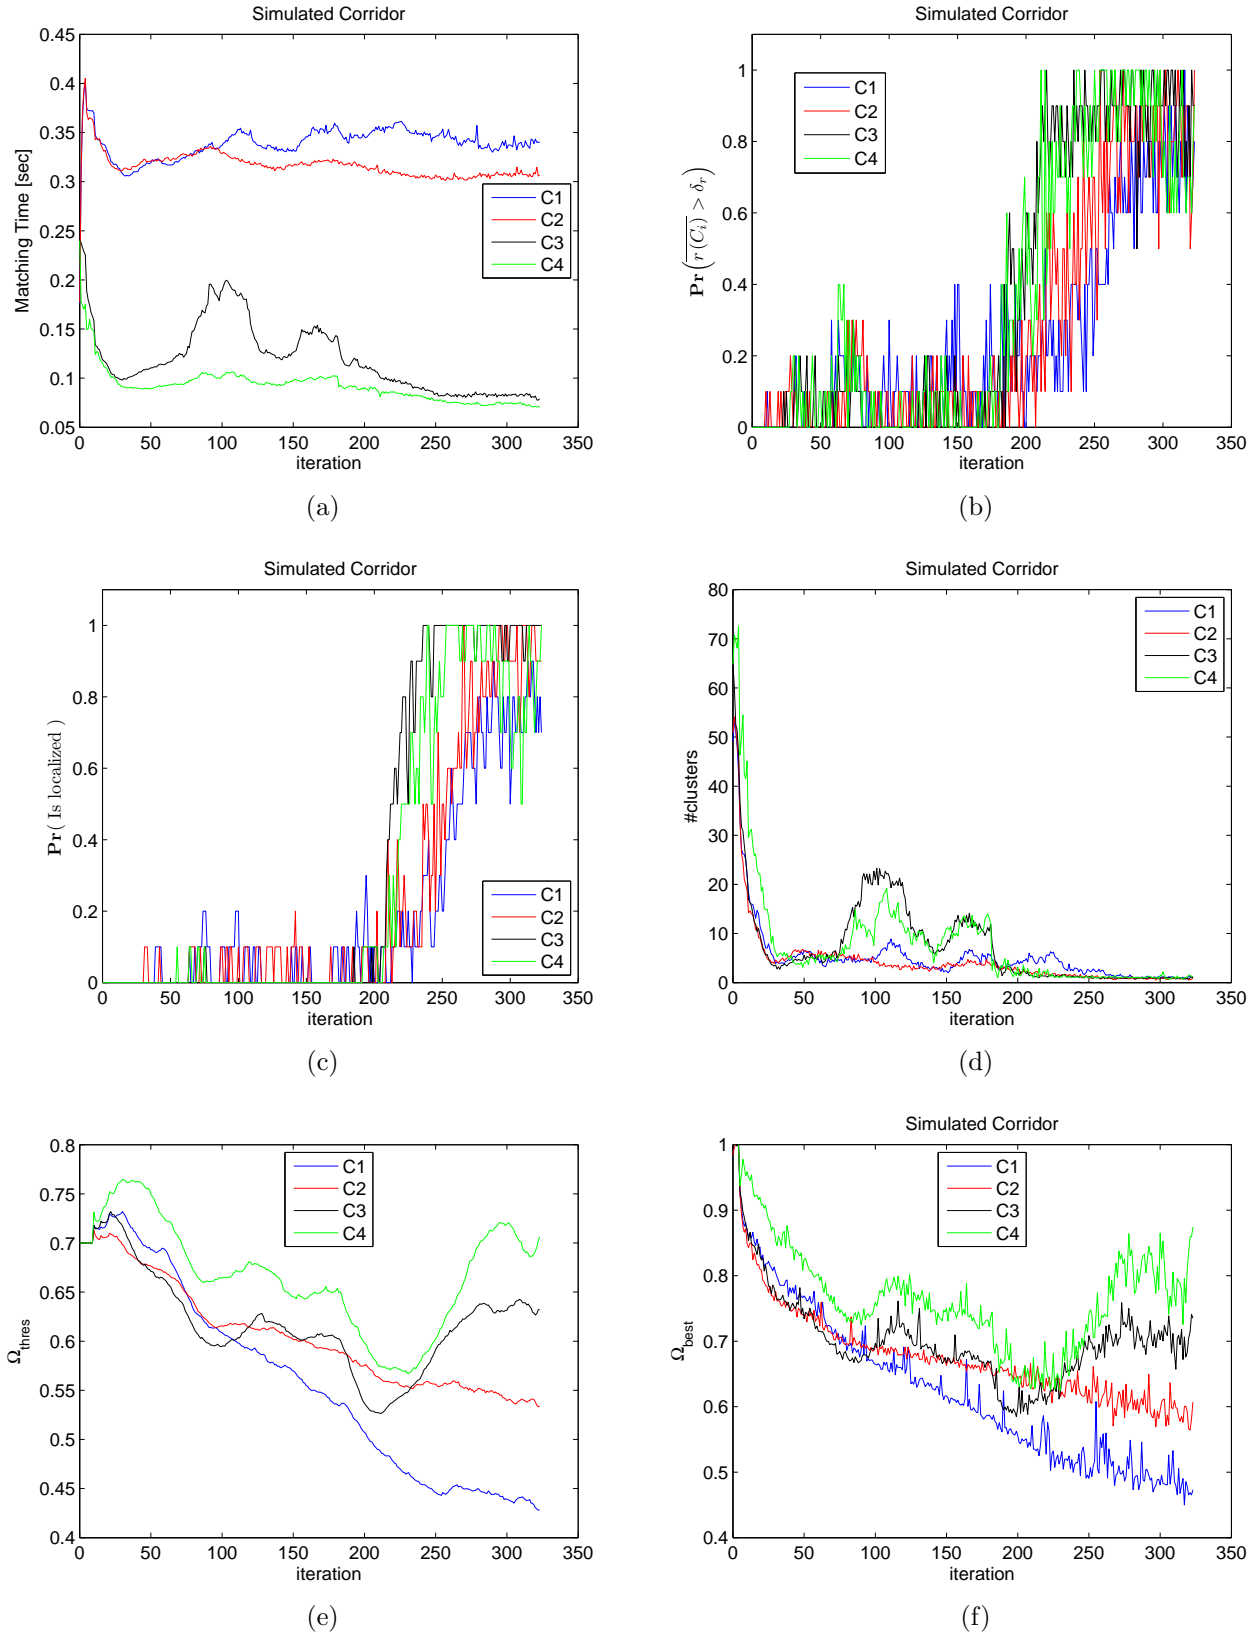 Simulated Corridor
0.45
0.4
0.35
0.3
0.25
0.2
0.15
0.1
0.05
0 50 100 150 200 250 300 350
Matching Time [sec]
iteration
C1
C2
C3
C4
(a)
Simulated Corridor
1
0.8
0.6
0.4
0.2
0
0 50 100 150 200 250 300 350
Pr ( r (C_i) > δ_r )
iteration
C1
C2
C3
C4
(b)
Simulated Corridor
1
0.8
0.6
0.4
0.2
0
0 50 100 150 200 250 300 350
Pr ( Is localized )
iteration
C1
C2
C3
C4
(c)
Simulated Corridor
80
70
60
50
40
30
20
10
0
0 50 100 150 200 250 300 350
#clusters
iteration
C1
C2
C3
C4
(d)
0.8
0.75
0.7
0.65
0.6
0.55
0.5
0.45
0.4
0 50 100 150 200 250 300 350
Ω_thres
iteration
C1
C2
C3
C4
(e)
Simulated Corridor
1
0.9
0.8
0.7
0.6
0.5
0.4
0 50 100 150 200 250 300 350
Ω_best
iteration
C1
C2
C3
C4
(f)